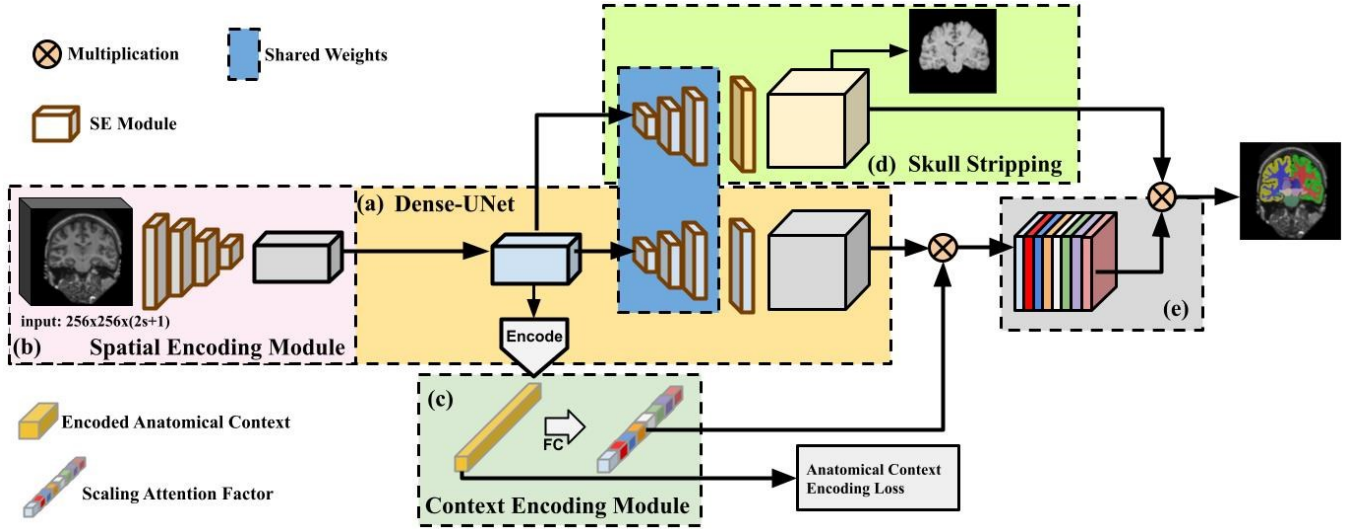 Multiplication
Shared Weights
SE Module
(d) Skull Stripping
(a) Dense-UNet
input: 256x256x(2s+1)
(b) Spatial Encoding Module
(e)
Encode
(c)
FC
Encoded Anatomical Context
Scaling Attention Factor
Context Encoding Module
Anatomical Context
Encoding Loss